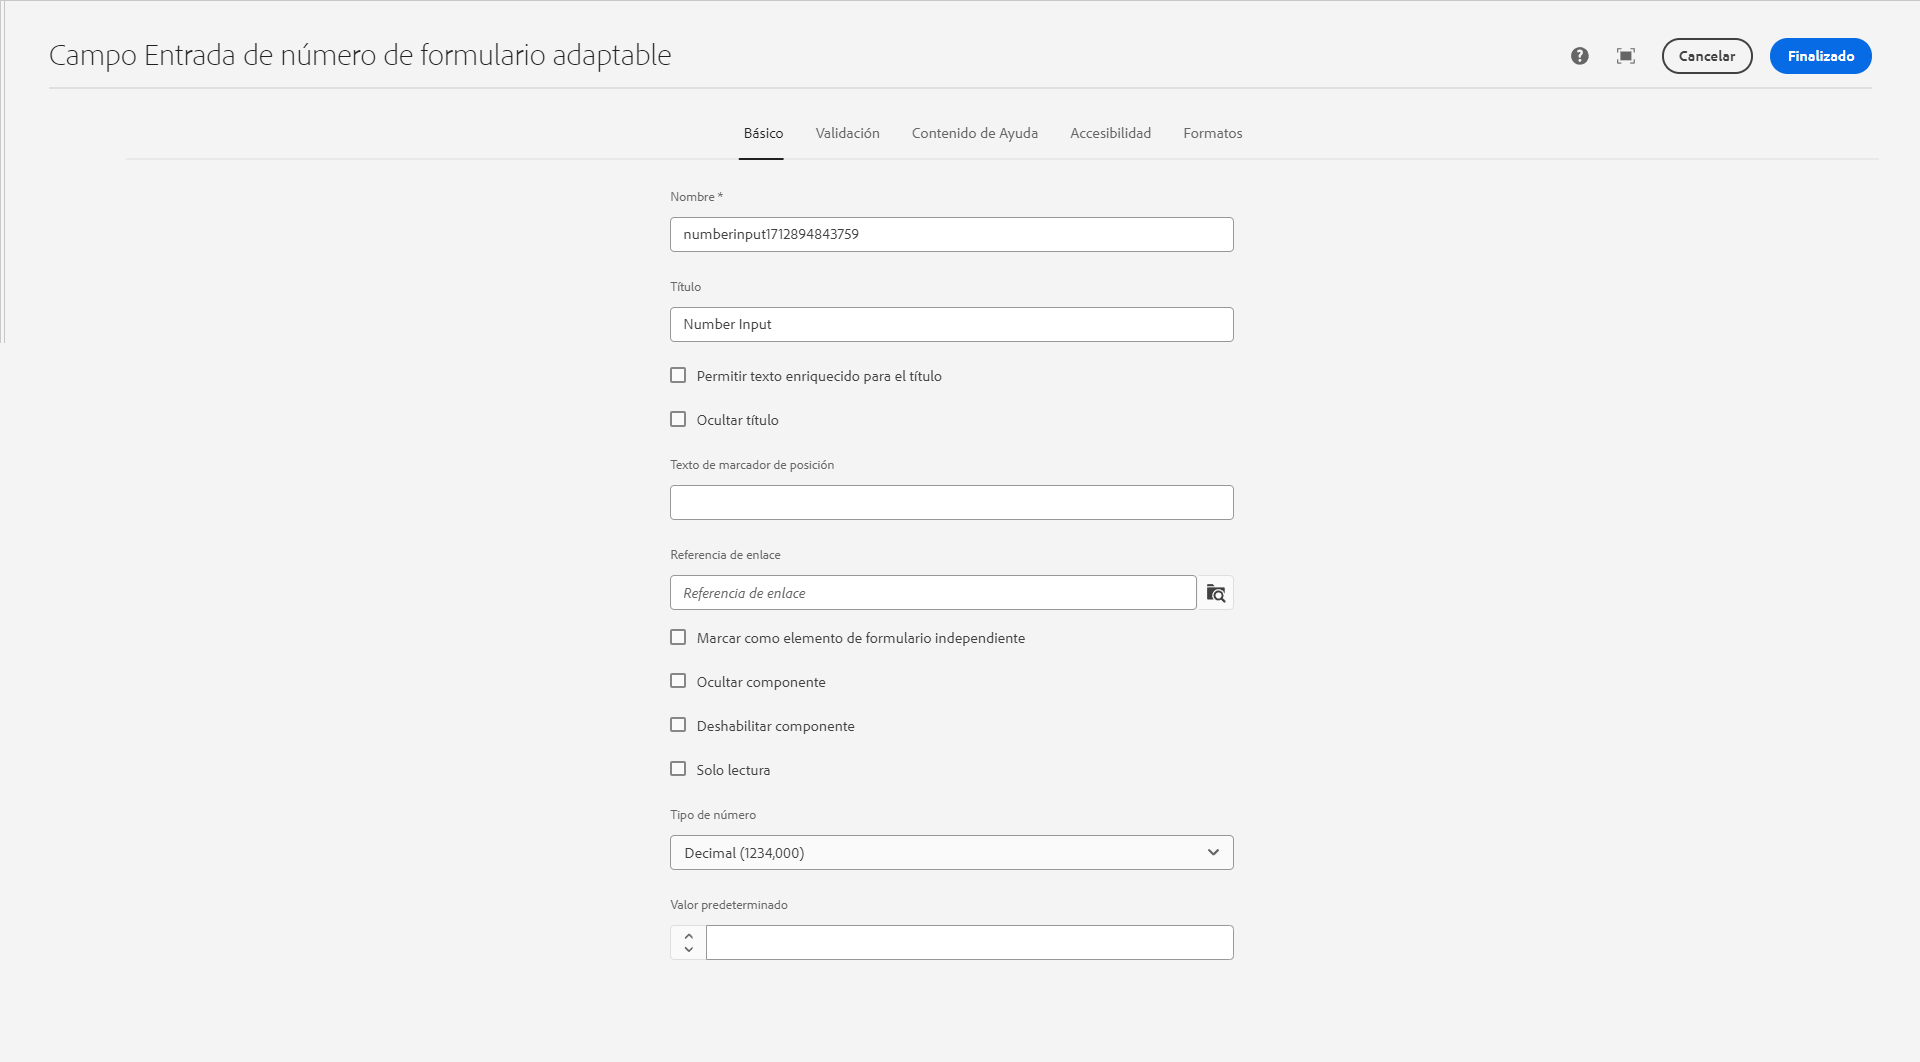 Campo Entrada de número de formulario adaptable
Cancelar
Finalizado
Básico
Validación
Contenido de Ayuda
Accesibilidad
Formatos
Nombre *
numberinput1712894843759
Título
Number Input
Permitir texto enriquecido para el título
Ocultar título
Texto de marcador de posición
Referencia de enlace
Referencia de enlace
Marcar como elemento de formulario independiente
Ocultar componente
Deshabilitar componente
Solo lectura
Tipo de número
Decimal (1234,000)
Valor predeterminado